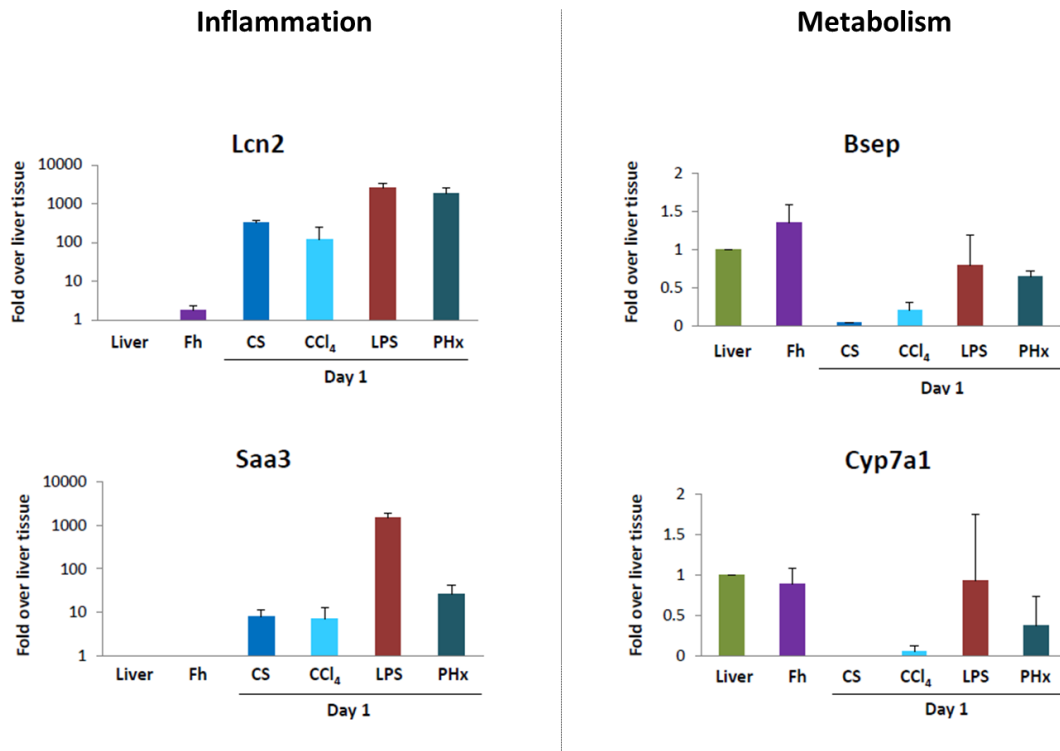 Inflammation
Metabolism
Lcn2
Fold over liver tissue
10000
1000
100
10
1
Liver Fh CS CCl₄ LPS PHx
Day 1
Bsep
Fold over liver tissue
2
1.5
1
0.5
0
Liver Fh CS CCl₄ LPS PHx
Day 1
Saa3
Fold over liver tissue
10000
1000
100
10
1
Liver Fh CS CCl₄ LPS PHx
Day 1
Cyp7a1
Fold over liver tissue
2
1.5
1
0.5
0
Liver Fh CS CCl₄ LPS PHx
Day 1